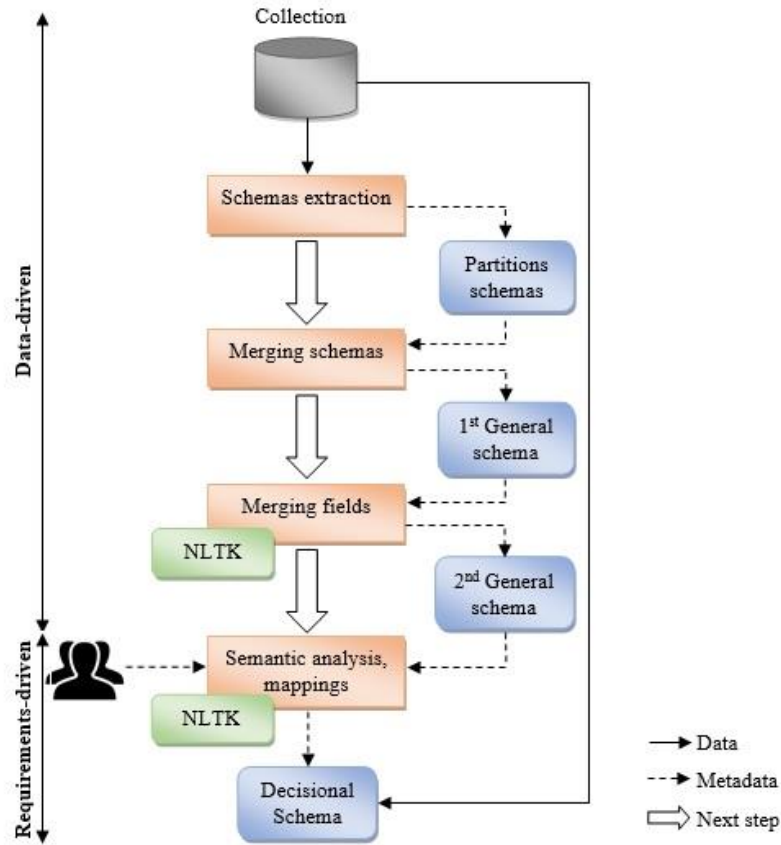 Collection
Schemas extraction
Partitions
schemas
Merging schemas
1st General
schema
Merging fields
NLTK
2nd General
schema
Semantic analysis,
mappings
NLTK
Decisional
Schema
Data-driven
Requirements-driven
Data
Metadata
Next step